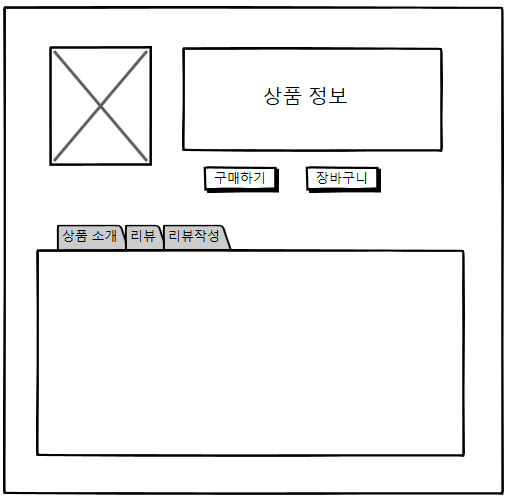 상품 정보
구매하기
장바구니
상품 소개
리뷰
리뷰작성